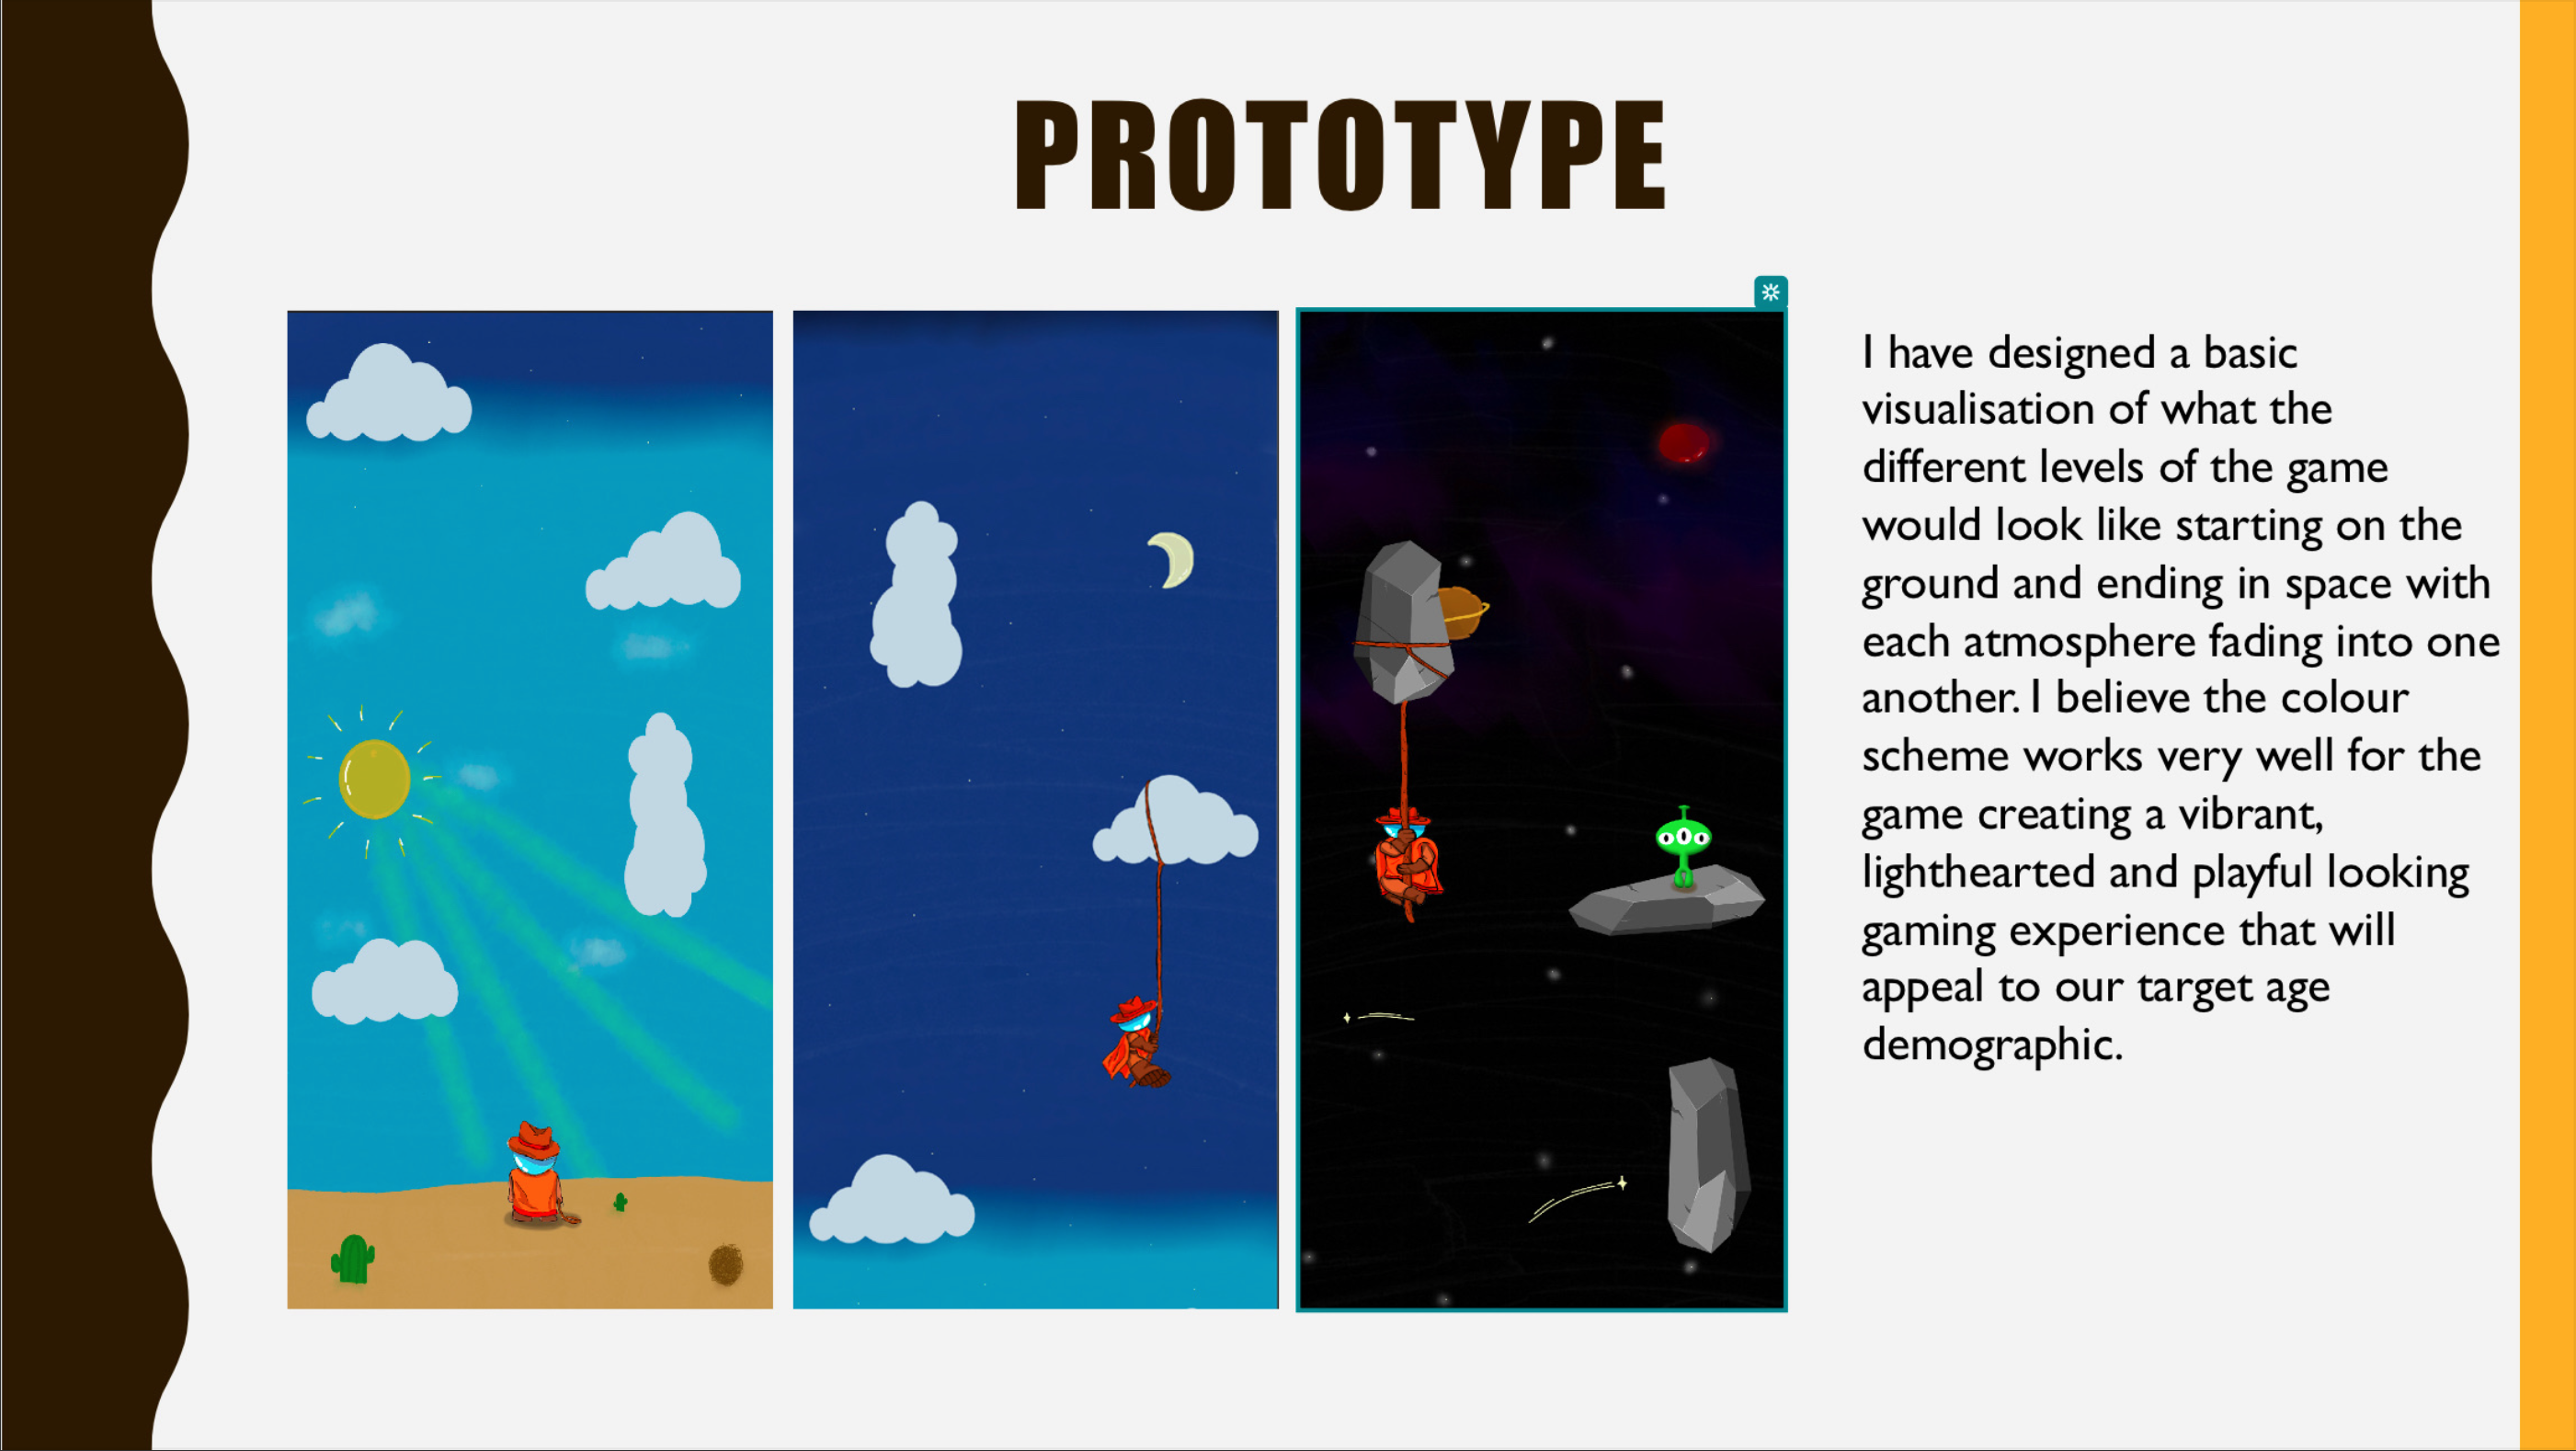 PROTOTYPE
I have designed a basic
visualisation of what the
different levels of the game
would look like starting on the
ground and ending in space with
each atmosphere fading into one
another. I believe the colour
scheme works very well for the
game creating a vibrant,
lighthearted and playful looking
gaming experience that will
appeal to our target age
demographic.